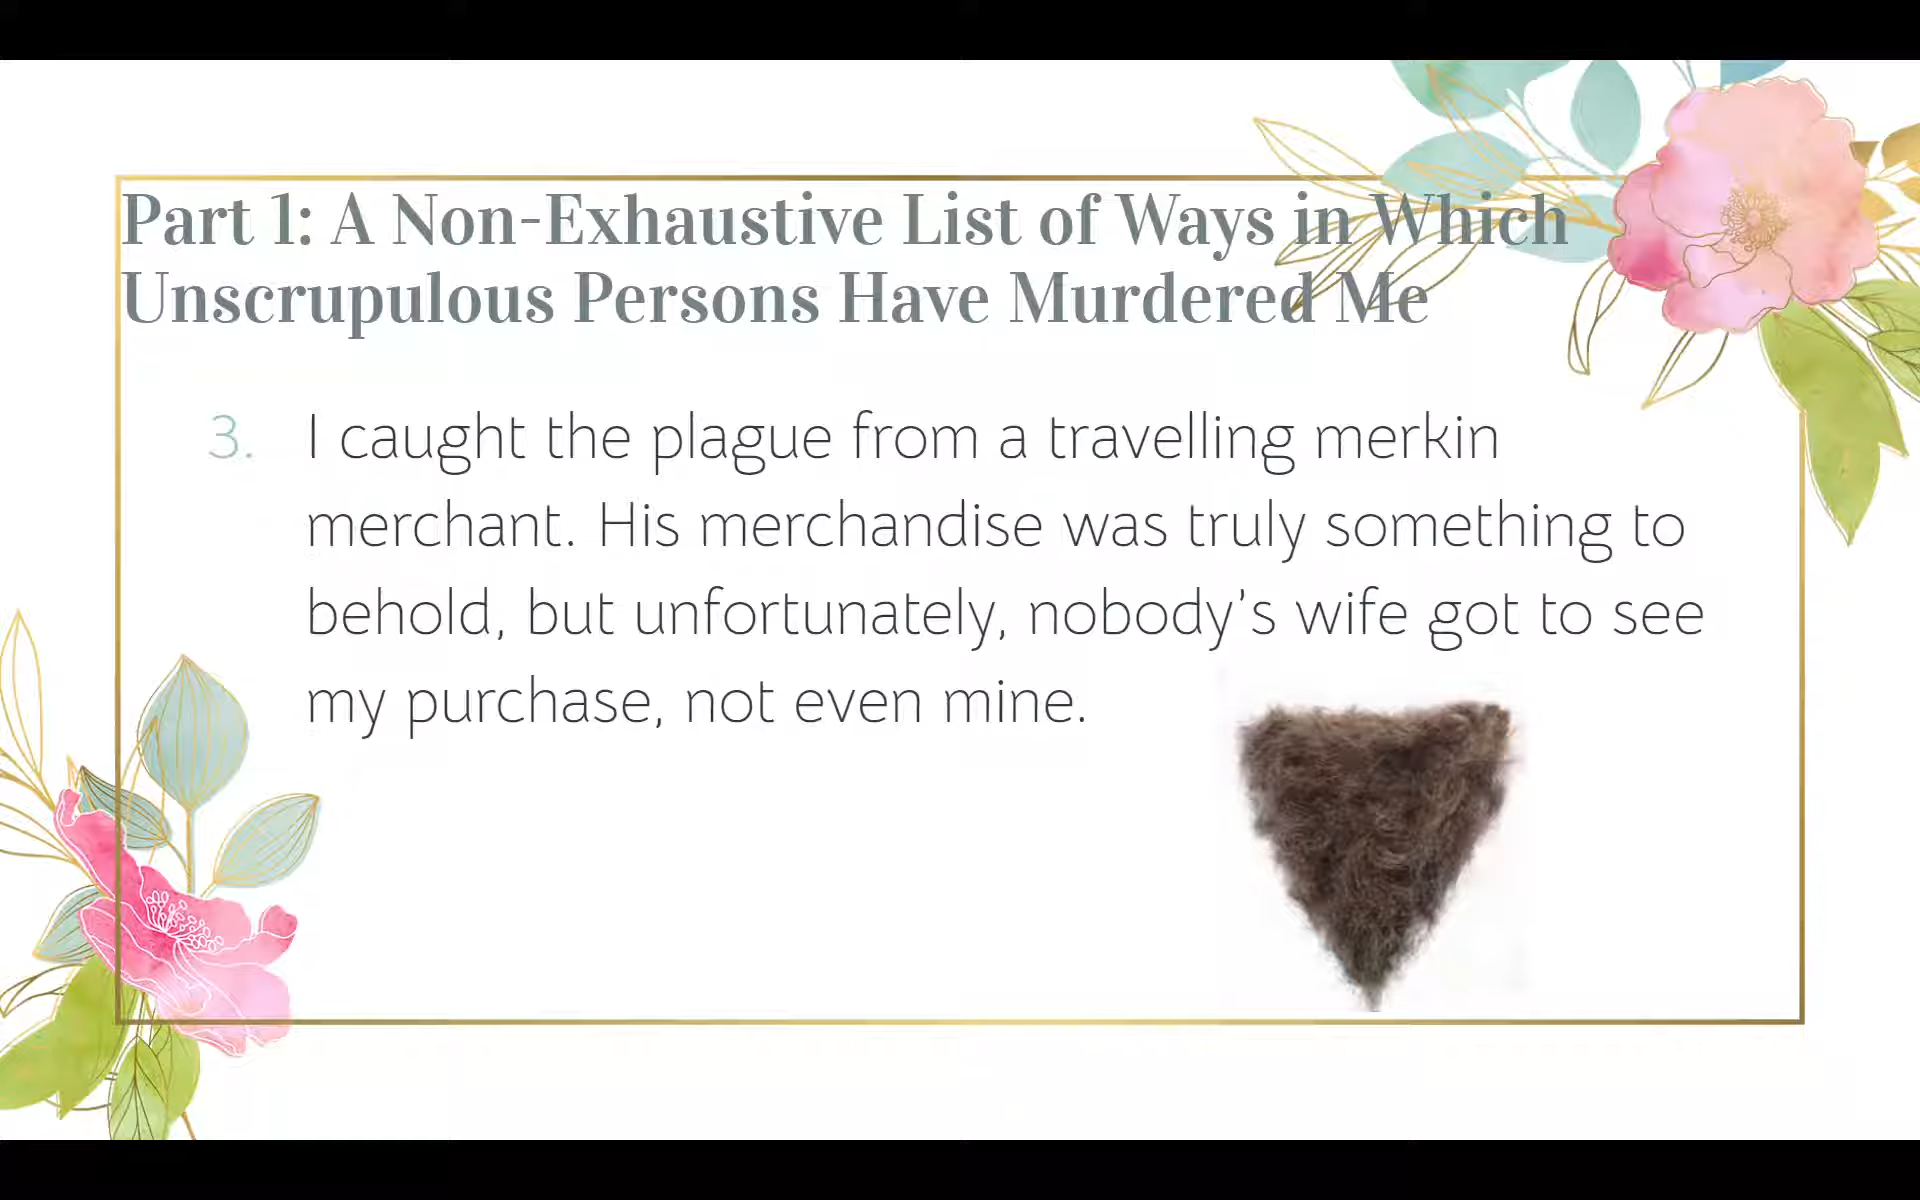 Part 1: A Non-Exhaustive List of Ways in Which
Unscrupulous Persons Have Murdered Me
3. I caught the plague from a travelling merkin
merchant. His merchandise was truly something to
behold, but unfortunately, nobody's wife got to see
my purchase, not even mine.